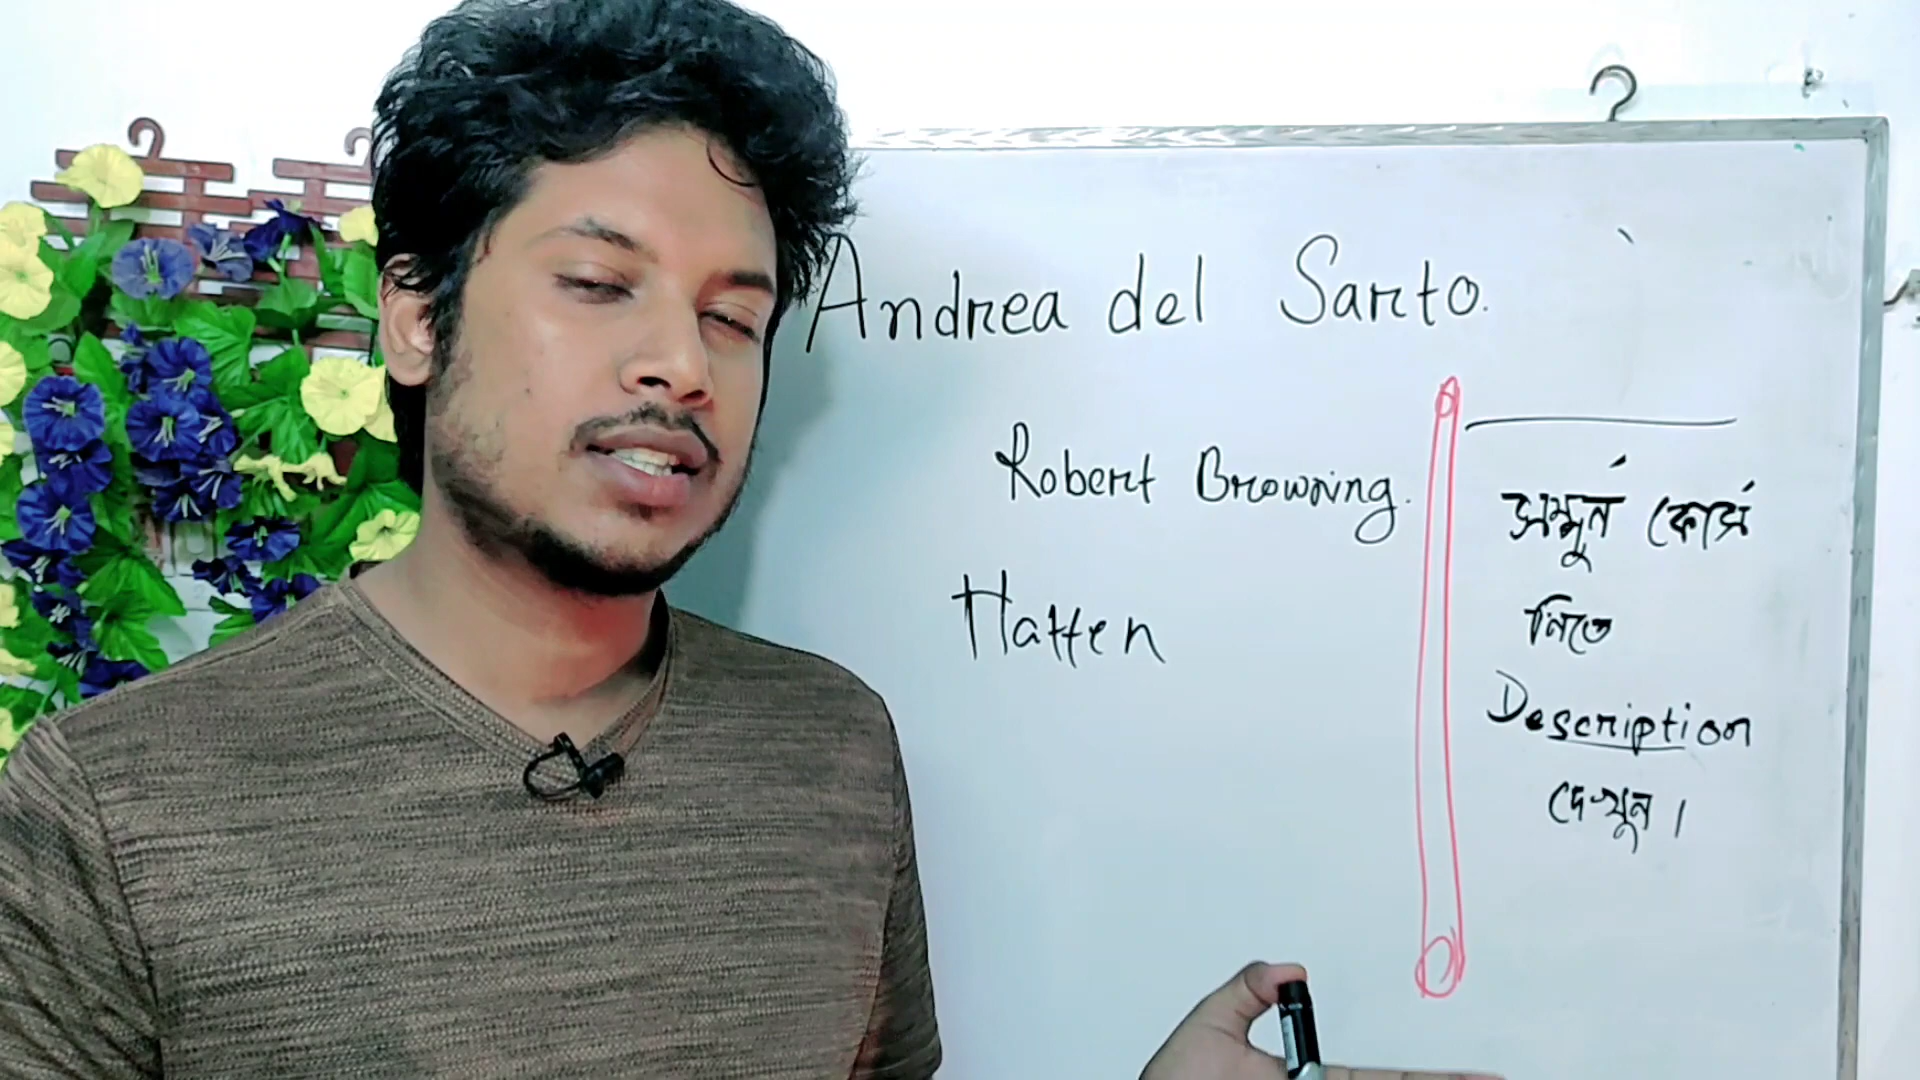 Andrea del Sarto.
Robert Browning.
Hatten
সম্পূর্ন কোর্স
নিতে
Description
দেখুন।